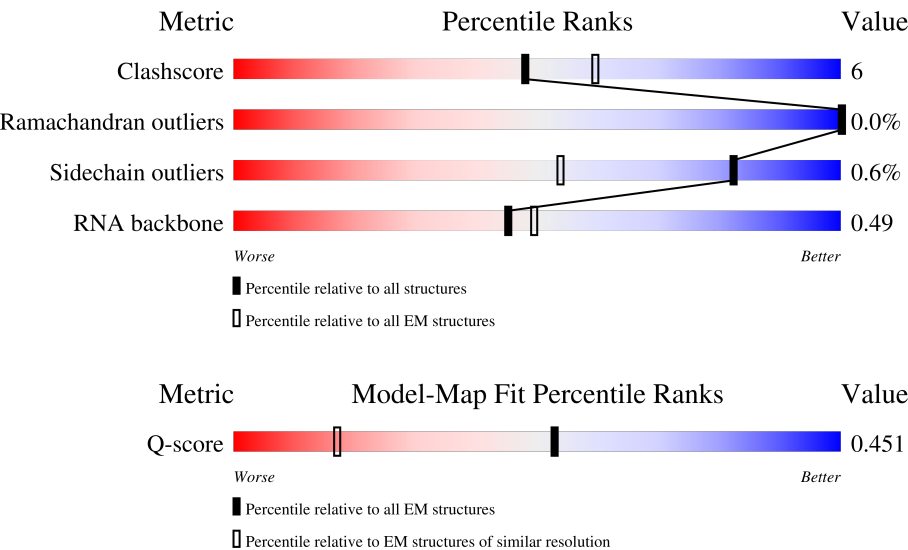 Metric Percentile Ranks Value
Clashscore 6
Ramachandran outliers 0.0%
Sidechain outliers 0.6%
RNA backbone 0.49
Worse Better
Percentile relative to all structures
Percentile relative to all EM structures
Metric Model-Map Fit Percentile Ranks Value
Q-score 0.451
Worse Better
Percentile relative to all EM structures
Percentile relative to EM structures of similar resolution